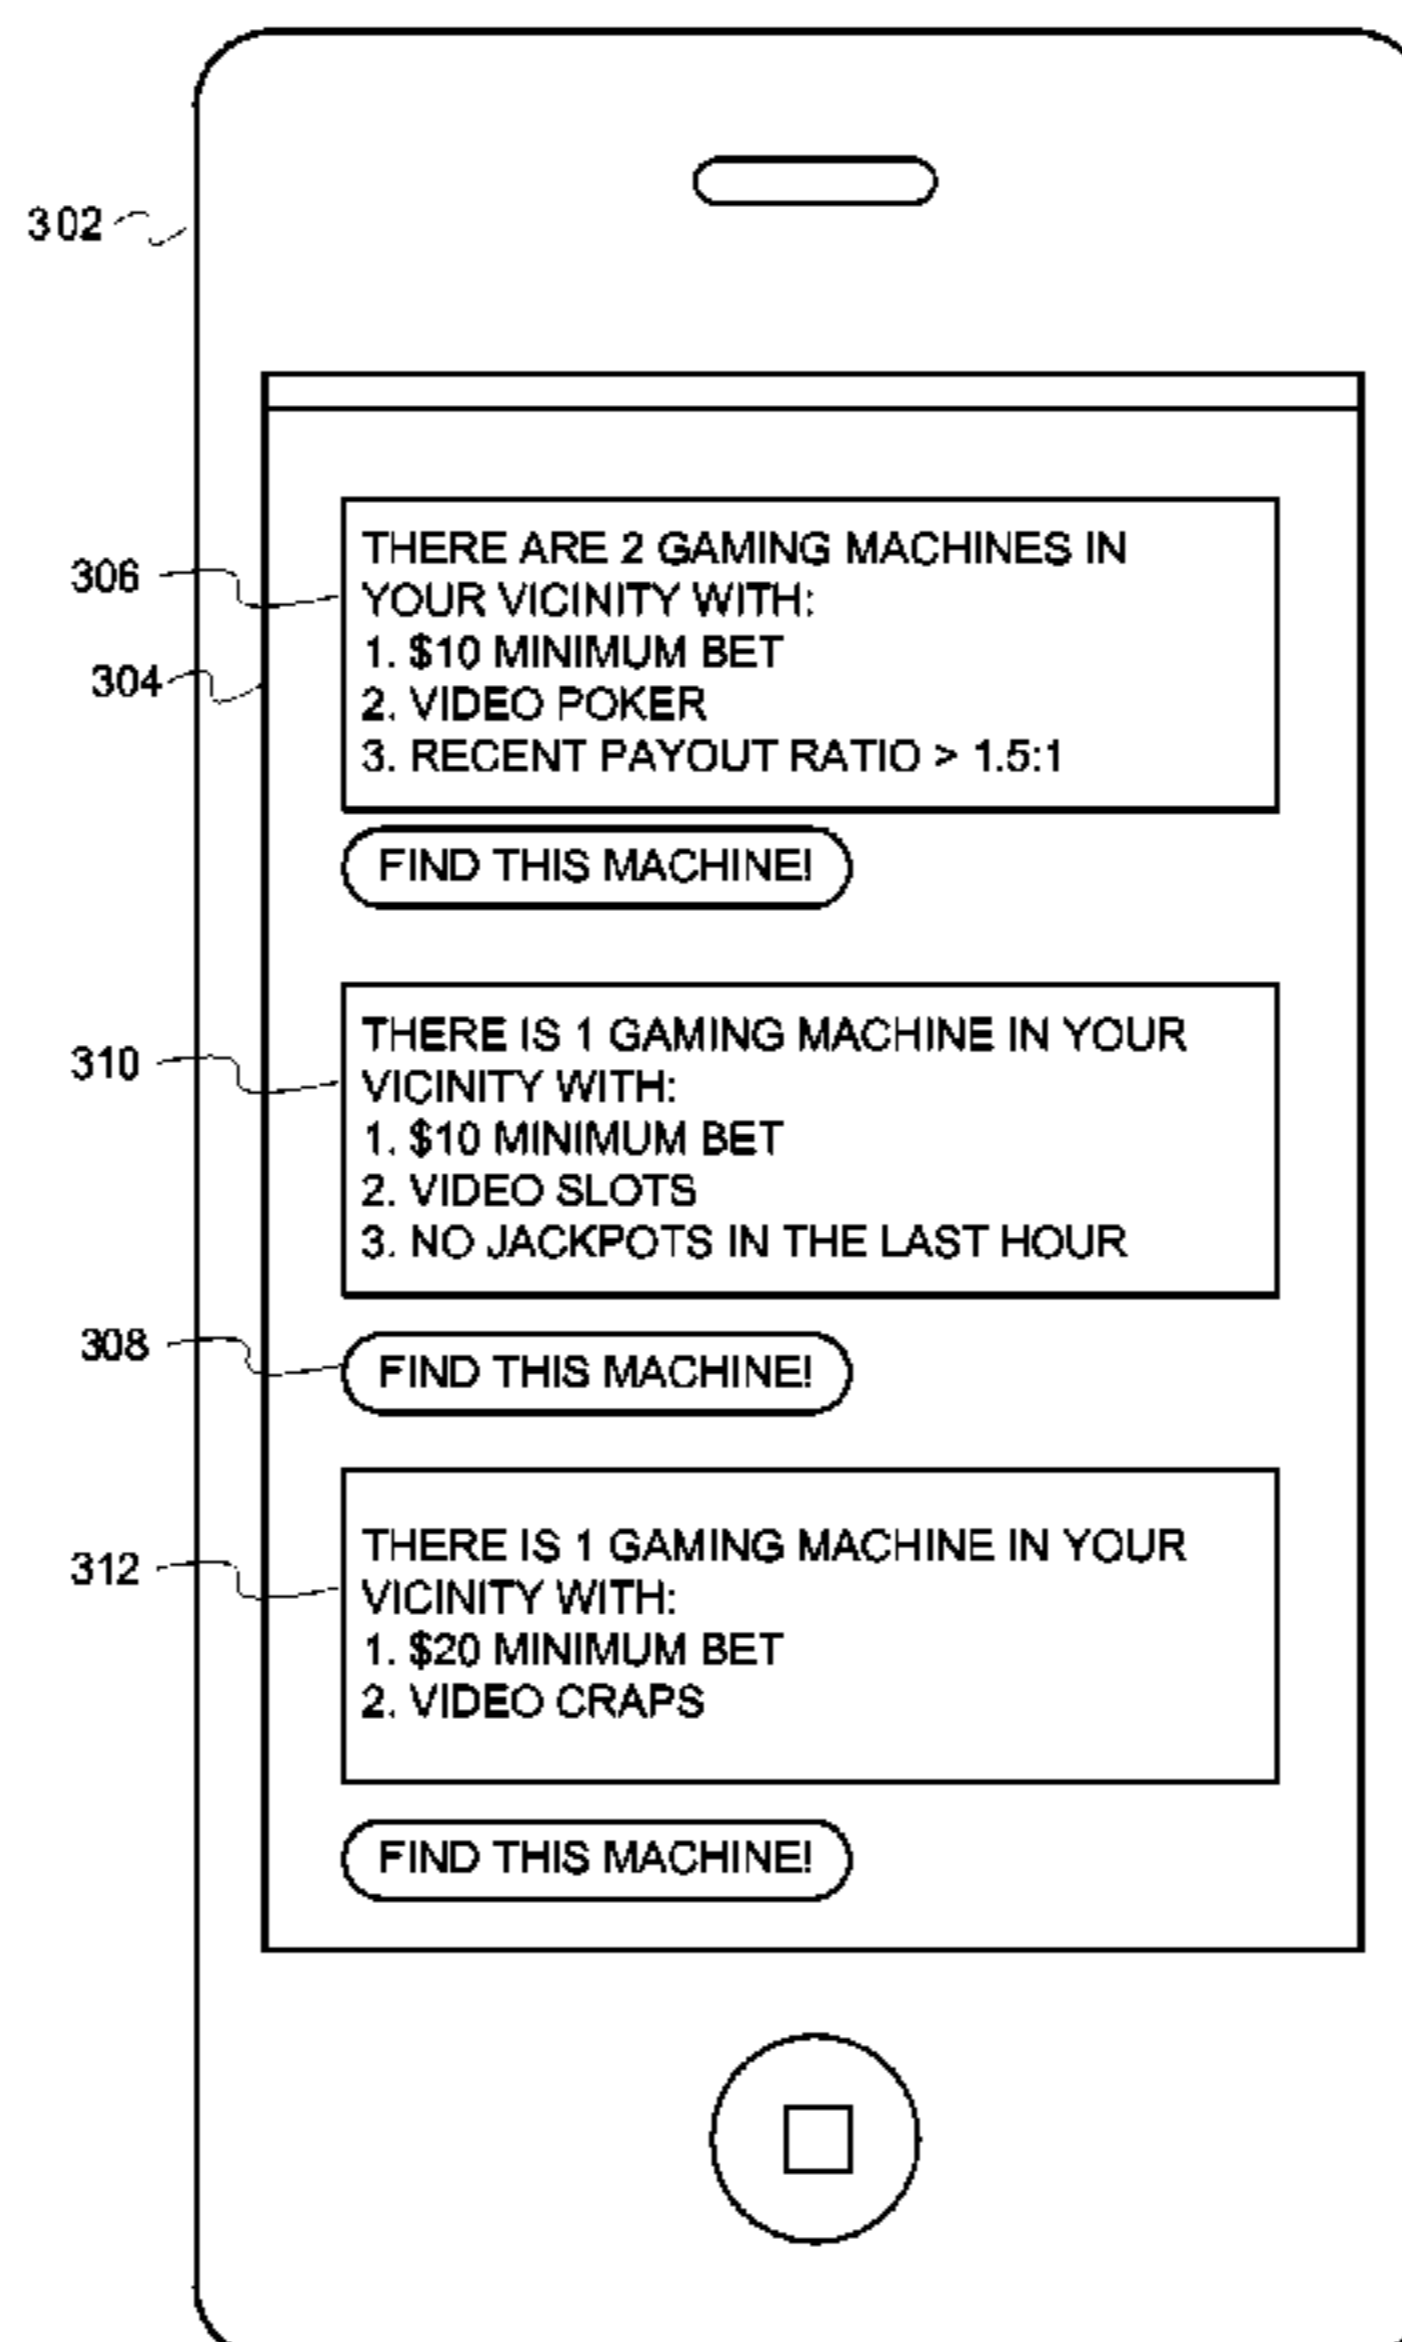 302
306
THERE ARE 2 GAMING MACHINES IN
YOUR VICINITY WITH:
1. $10 MINIMUM BET
304
2. VIDEO POKER
3. RECENT PAYOUT RATIO > 1.5:1
FIND THIS MACHINE!
310
THERE IS 1 GAMING MACHINE IN YOUR
VICINITY WITH:
1. $10 MINIMUM BET
2. VIDEO SLOTS
3. NO JACKPOTS IN THE LAST HOUR
308
FIND THIS MACHINE!
312
THERE IS 1 GAMING MACHINE IN YOUR
VICINITY WITH:
1. $20 MINIMUM BET
2. VIDEO CRAPS
FIND THIS MACHINE!